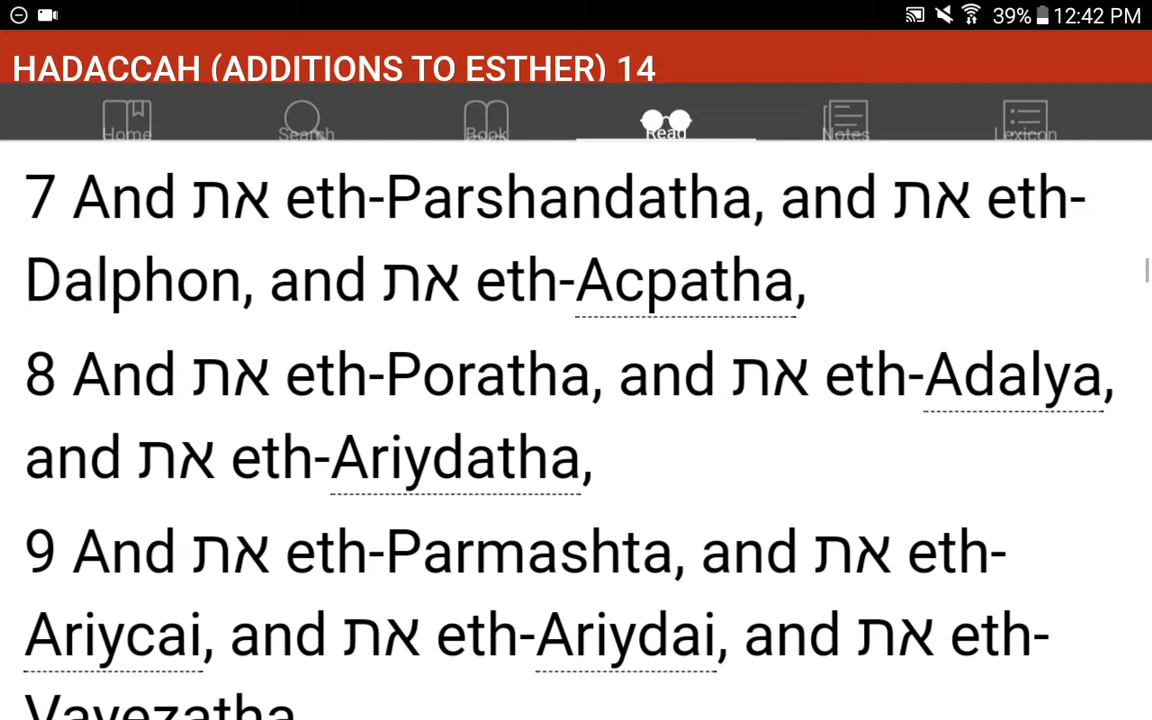 39% 12:42 PM
HADACCAH (ADDITIONS TO ESTHER) 14
Home Search Book Read Notes Lexicon
7 And את eth-Parshandatha, and את eth-
Dalphon, and את eth-Acpatha,
8 And את eth-Poratha, and את eth-Adalya,
and את eth-Ariydatha,
9 And את eth-Parmashta, and את eth-
Ariycai, and את eth-Ariydai, and את eth-
Vayezatha